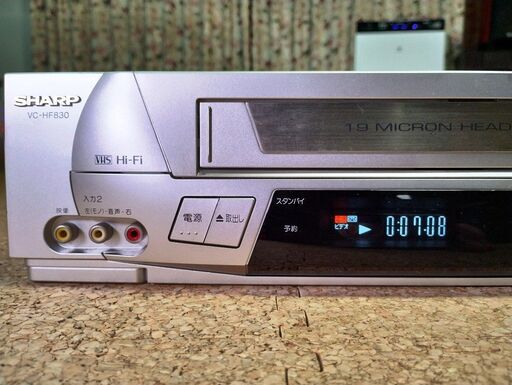 SHARP
VC-HF830
19 MICRON HEAD
VHS Hi-Fi
入力2
映像 左(モノ)-音声-右
電源
取出し
スタンバイ
予約
ビデオ
0:07:08